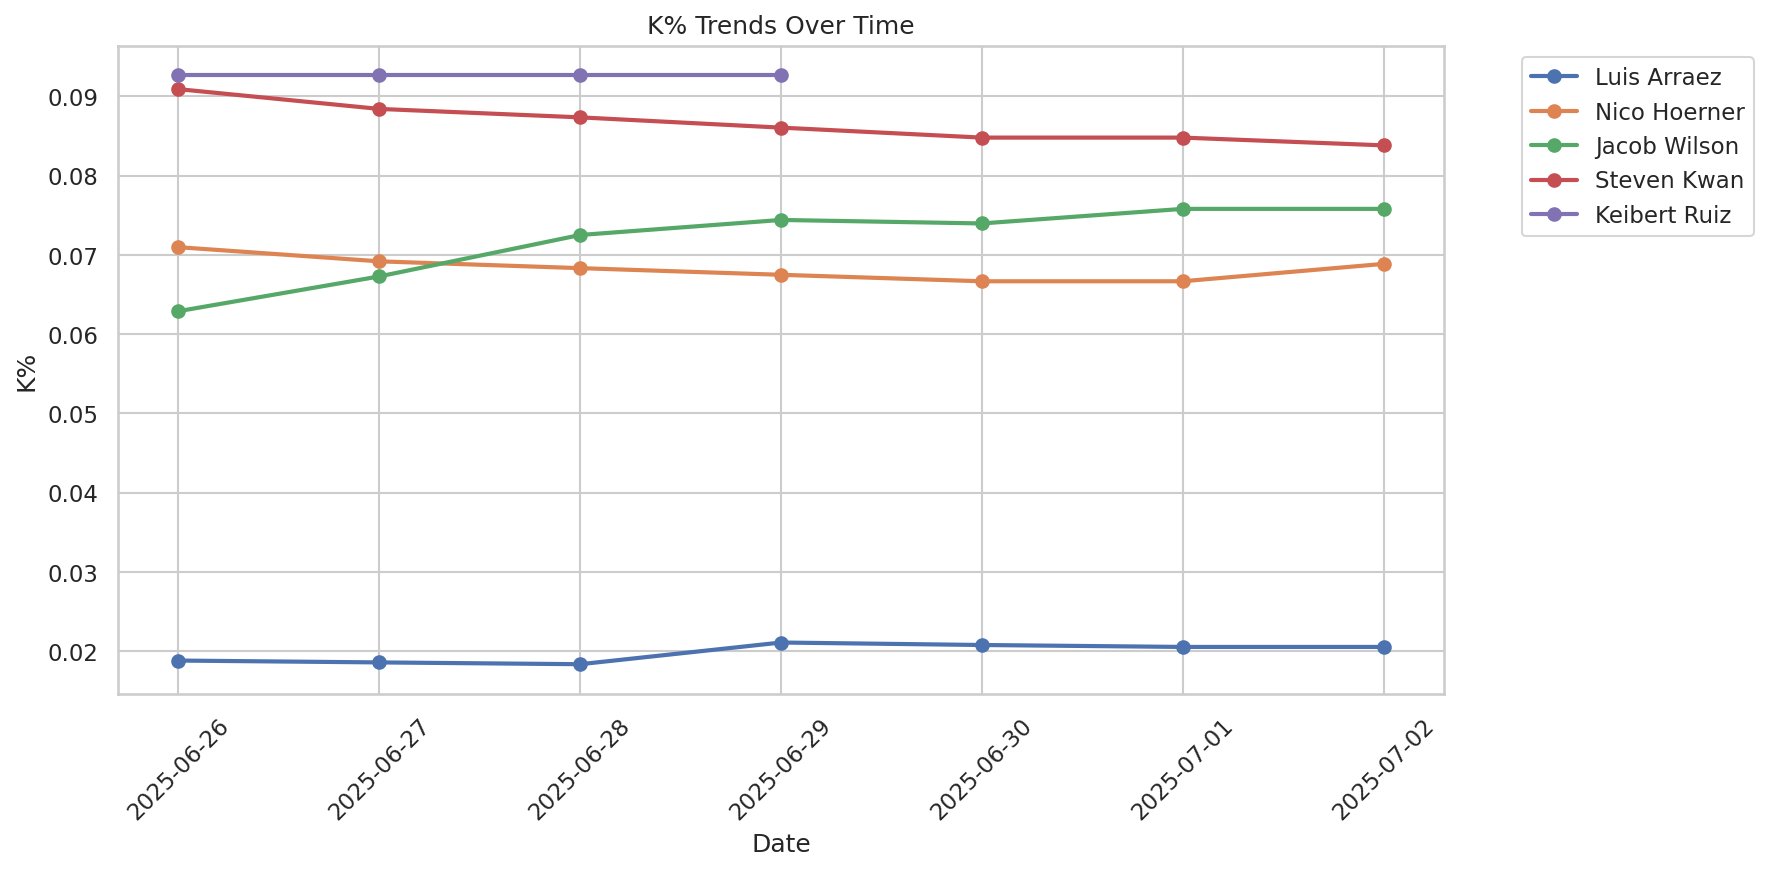 K% Trends Over Time
Luis Arraez
Nico Hoerner
Jacob Wilson
Steven Kwan
Keibert Ruiz
K%
0.09
0.08
0.07
0.06
0.05
0.04
0.03
0.02
2025-06-26
2025-06-27
2025-06-28
2025-06-29
2025-06-30
2025-07-01
2025-07-02
Date